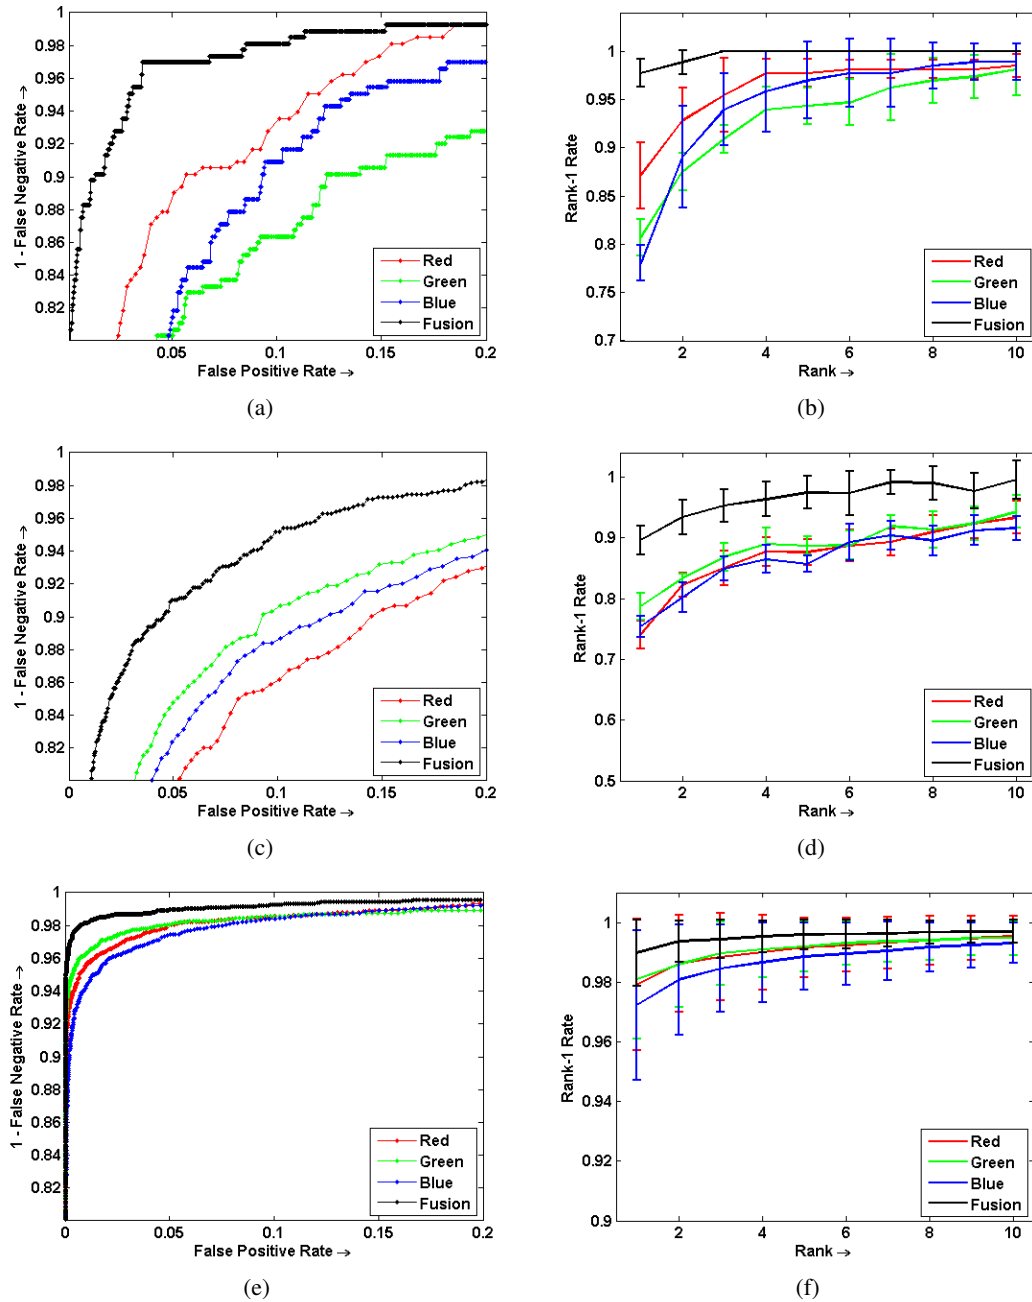 1
0.98
0.96
0.94
0.92
0.9
0.88
0.86
0.84
0.82
1 - False Negative Rate →
0.05
0.1
0.15
0.2
False Positive Rate →
Red
Green
Blue
Fusion
(a)
1
0.95
0.9
0.85
0.8
0.75
0.7
Rank-1 Rate
2
4
6
8
10
Rank →
Red
Green
Blue
Fusion
(b)
1
0.98
0.96
0.94
0.92
0.9
0.88
0.86
0.84
0.82
1 - False Negative Rate →
0
0.05
0.1
0.15
0.2
False Positive Rate →
Red
Green
Blue
Fusion
(c)
1
0.9
0.8
0.7
0.6
0.5
Rank-1 Rate
2
4
6
8
10
Rank →
Red
Green
Blue
Fusion
(d)
1
0.98
0.96
0.94
0.92
0.9
0.88
0.86
0.84
0.82
1 - False Negative Rate →
0
0.05
0.1
0.15
0.2
False Positive Rate →
Red
Green
Blue
Fusion
(e)
1
0.98
0.96
0.94
0.92
0.9
Rank-1 Rate
2
4
6
8
10
Rank →
Red
Green
Blue
Fusion
(f)